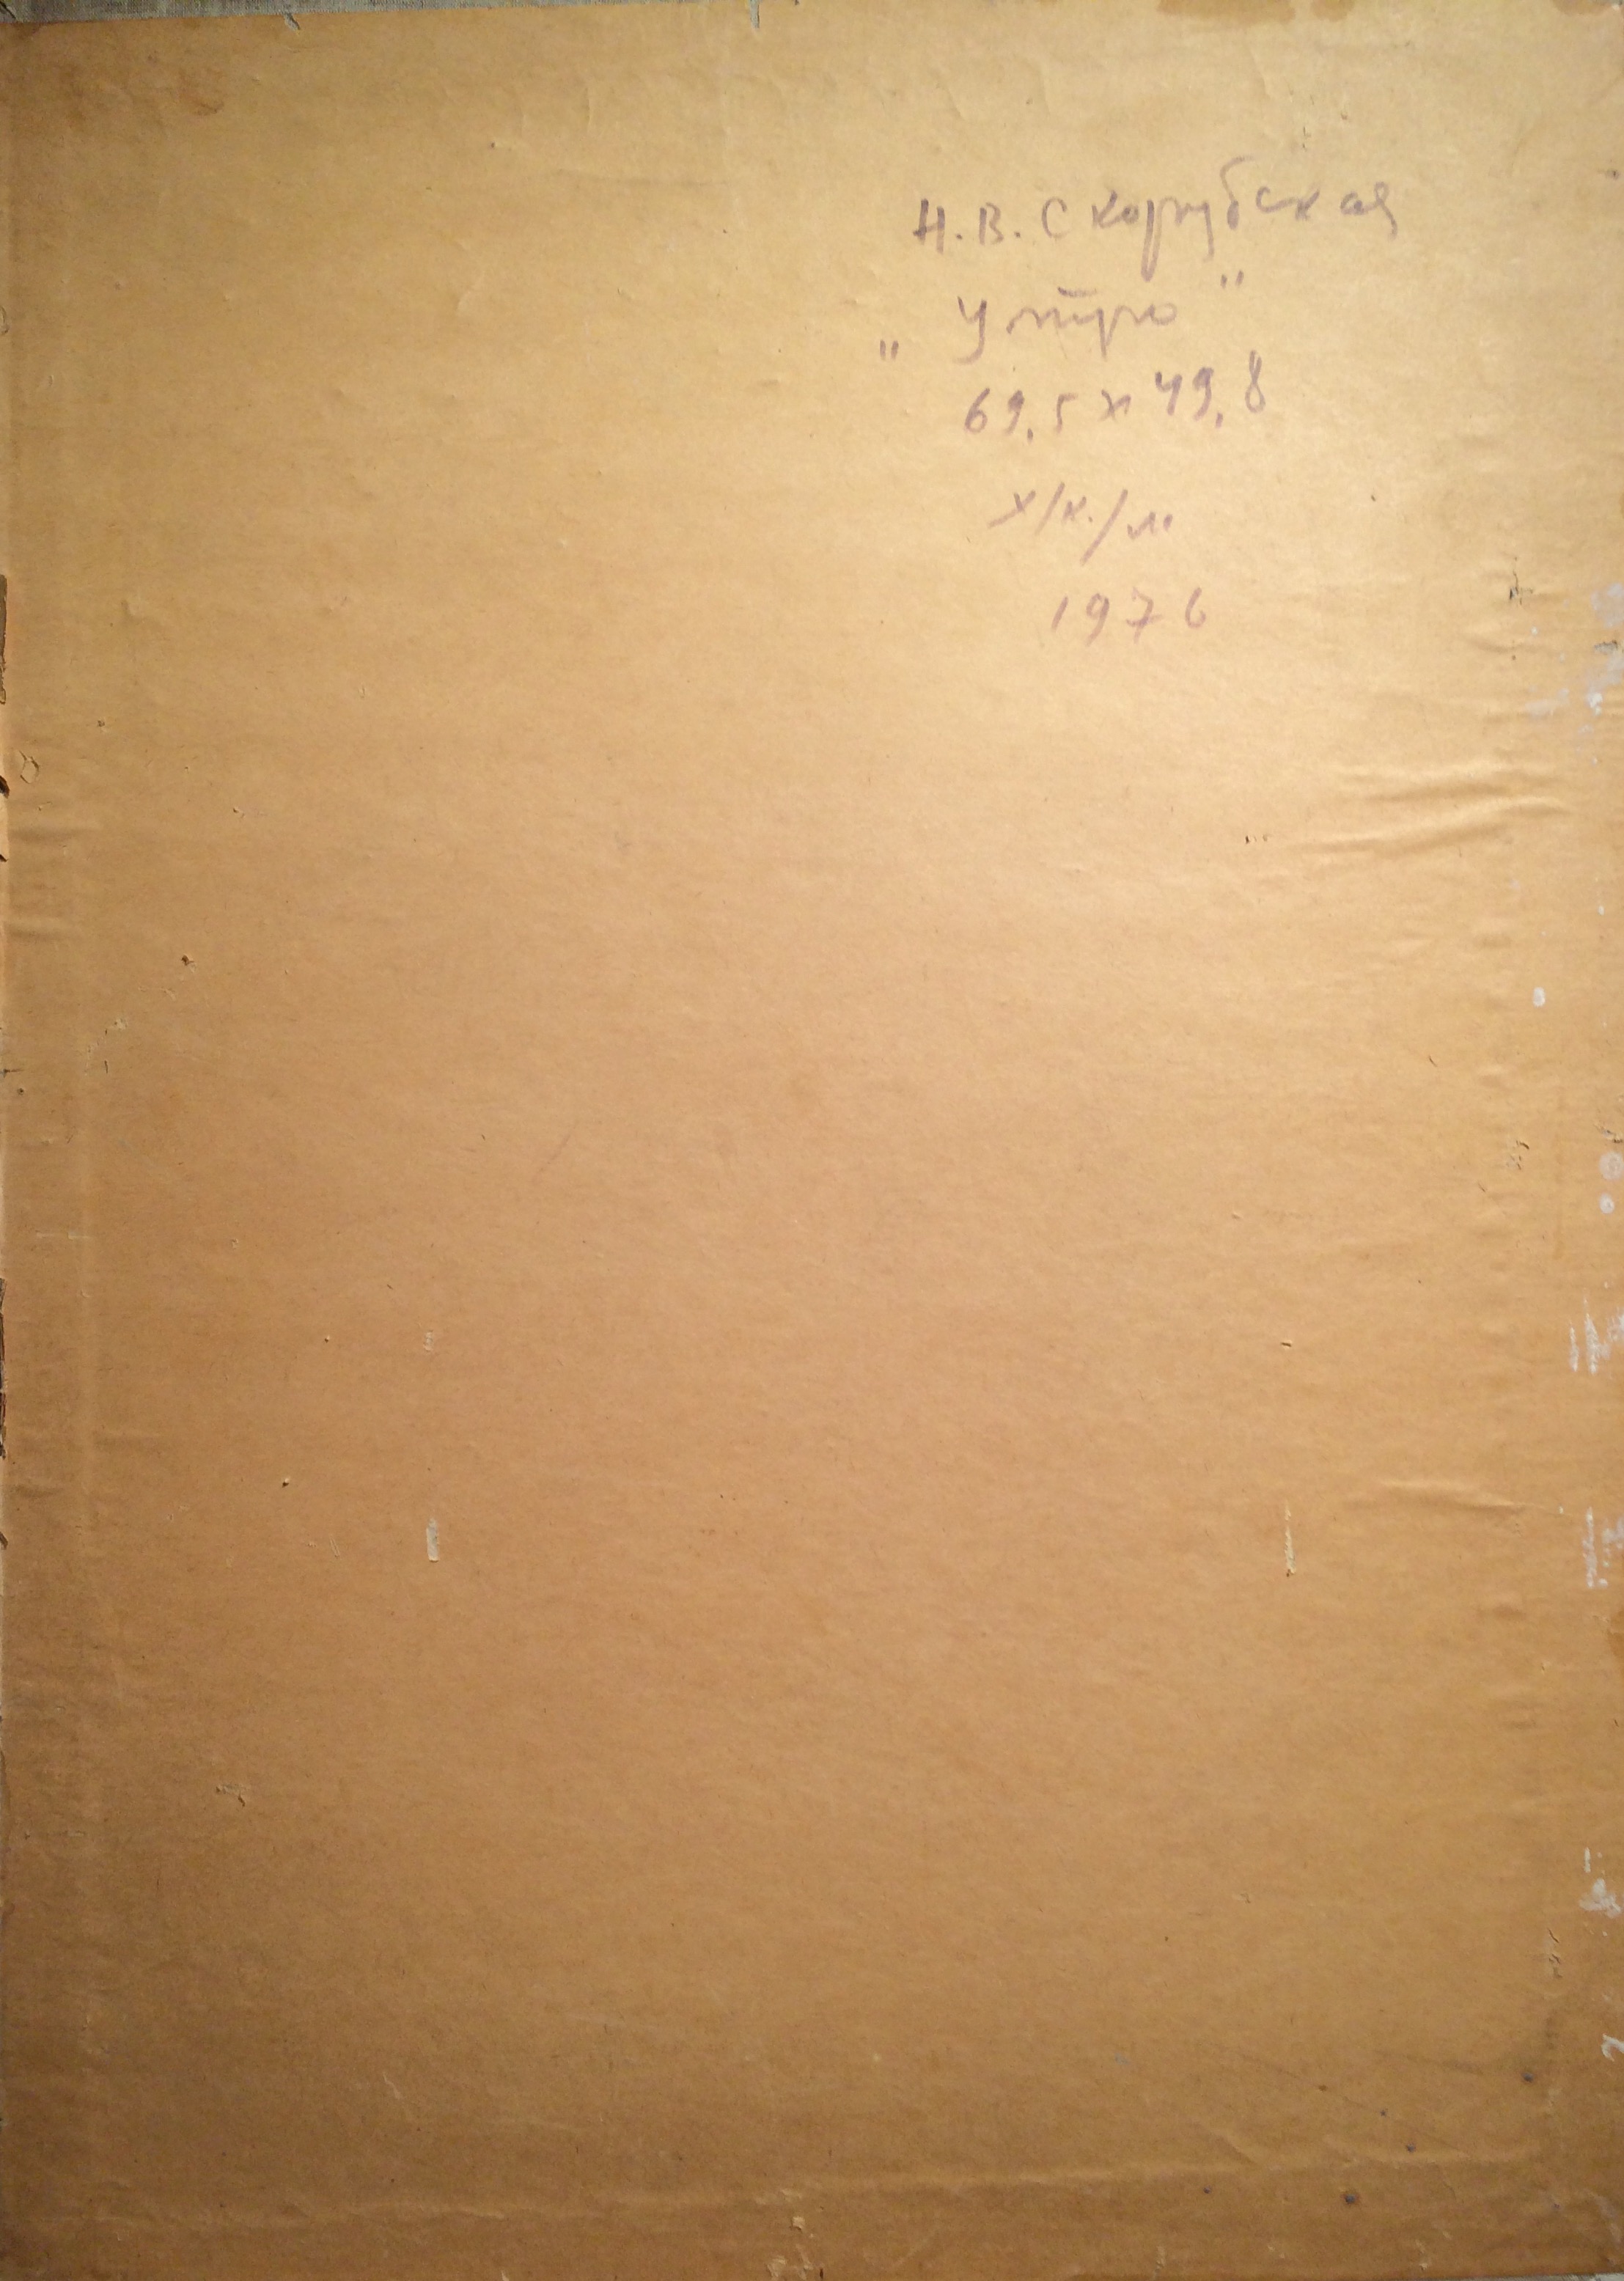 Н.В. Скорубская
„Утро"
69,5 х 49,8
х/к./м.
1976